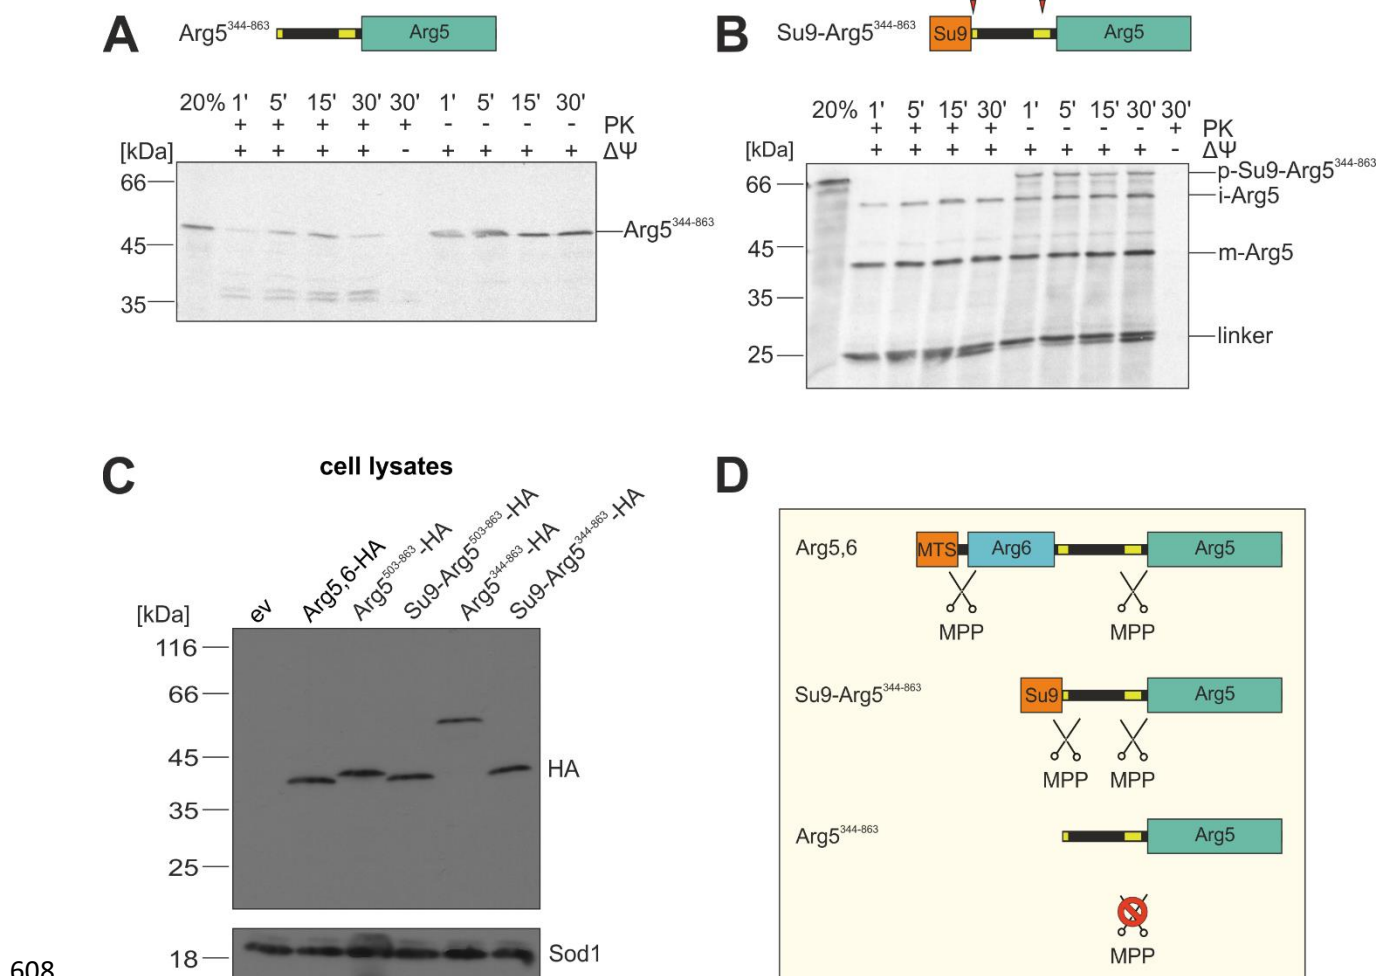 A
Arg5344-863
Arg5
20% 1' 5' 15' 30' 30' 1' 5' 15' 30'
+ + + + + - - - - PK
[kDa] + + + + - + + + + ΔΨ
66
45
35
Arg5344-863
B
Su9-Arg5344-863
Su9
Arg5
20% 1' 5' 15' 30' 1' 5' 15' 30' 30'
+ + + + - - - - + PK
[kDa] + + + + + + + + - ΔΨ
66
45
35
25
p-Su9-Arg5344-863
i-Arg5
m-Arg5
linker
C
cell lysates
ev
Arg5,6-HA
Arg5503-863-HA
Su9-Arg5503-863-HA
Arg5344-863-HA
Su9-Arg5344-863-HA
[kDa]
116
66
45
35
25
HA
18
Sod1
D
Arg5,6
MTS
Arg6
Arg5
MPP
MPP
Su9-Arg5344-863
Su9
Arg5
MPP
MPP
Arg5344-863
Arg5
MPP
608